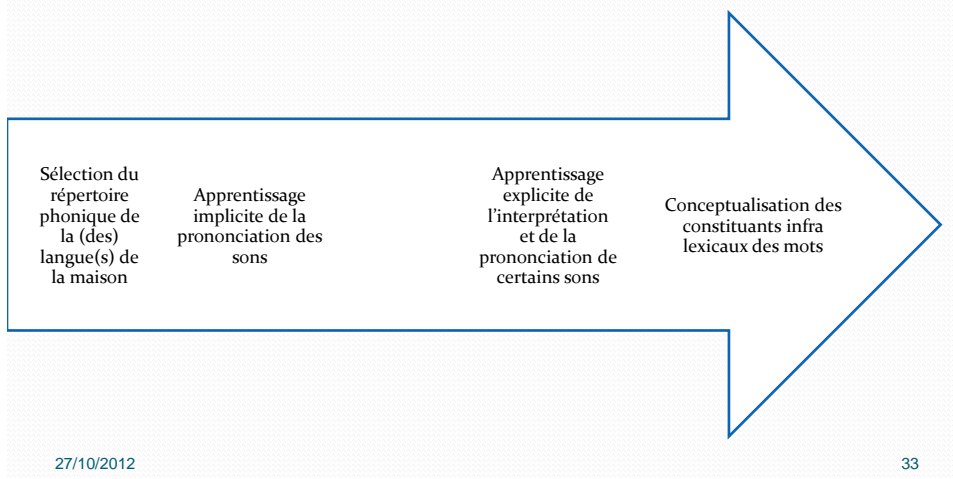 Sélection du
répertoire
phonique de
la (des)
langue(s) de
la maison
Apprentissage
implicite de la
prononciation des
sons
Apprentissage
explicite de
l'interprétation
et de la
prononciation de
certains sons
Conceptualisation des
constituants infra
lexicaux des mots
27/10/2012
33